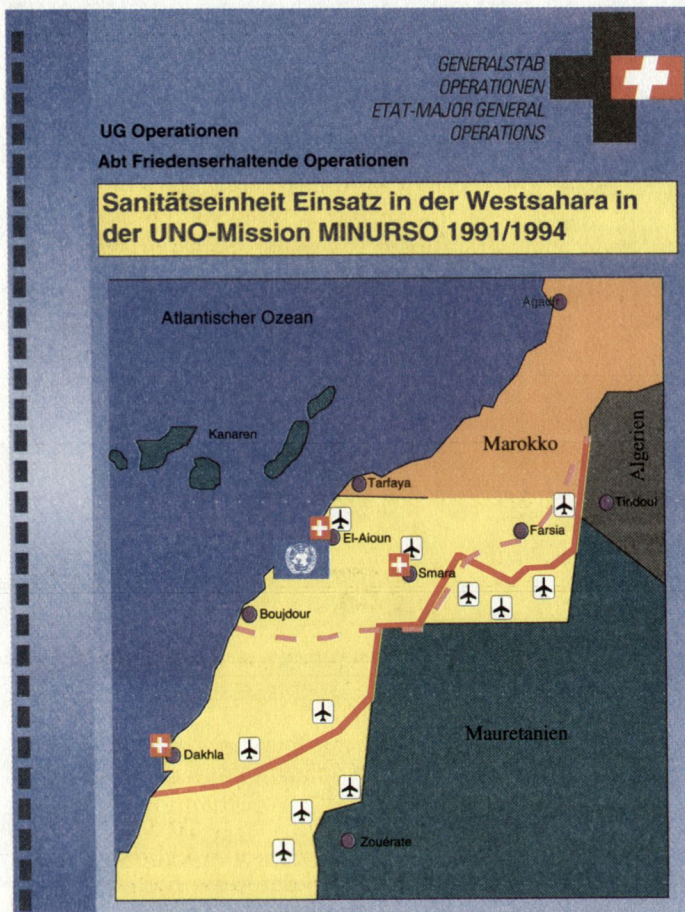 GENERALSTAB
OPERATIONEN
ETAT-MAJOR GENERAL
OPERATIONS
UG Operationen
Abt Friedenserhaltende Operationen
Sanitätseinheit Einsatz in der Westsahara in
der UNO-Mission MINURSO 1991/1994
Agadir
Atlantischer Ozean
Kanaren
Marokko
Algerien
Tarfaya
Tindouf
Farsia
El-Aioun
Smara
Boujdour
Mauretanien
Dakhla
Zouérate